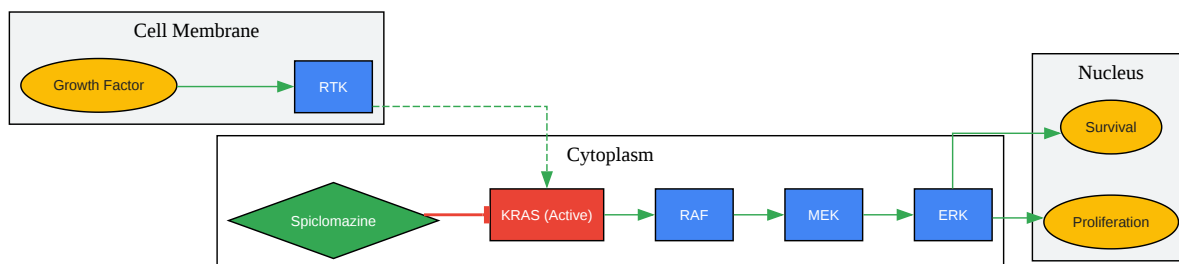 Cell Membrane
Growth Factor
RTK
Nucleus
Survival
Proliferation
Cytoplasm
Spiclomazine
KRAS (Active)
RAF
MEK
ERK